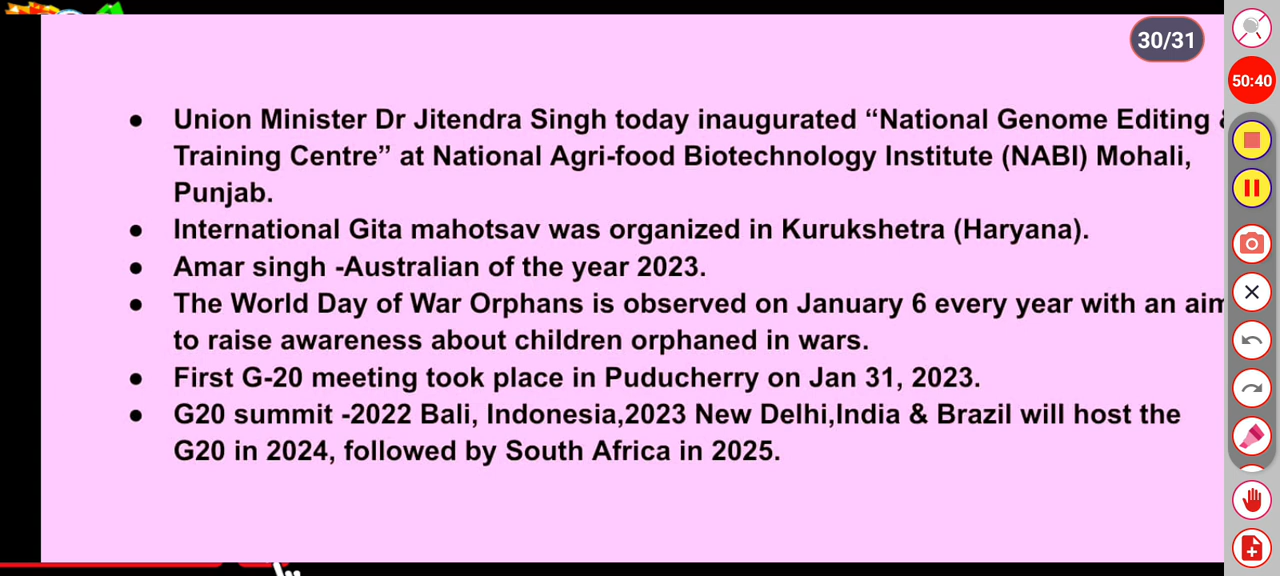 30/31
50:40
● Union Minister Dr Jitendra Singh today inaugurated “National Genome Editing
Training Centre” at National Agri-food Biotechnology Institute (NABI) Mohali,
Punjab.
● International Gita mahotsav was organized in Kurukshetra (Haryana).
● Amar singh -Australian of the year 2023.
● The World Day of War Orphans is observed on January 6 every year with an aim
to raise awareness about children orphaned in wars.
● First G-20 meeting took place in Puducherry on Jan 31, 2023.
● G20 summit -2022 Bali, Indonesia,2023 New Delhi,India & Brazil will host the
G20 in 2024, followed by South Africa in 2025.